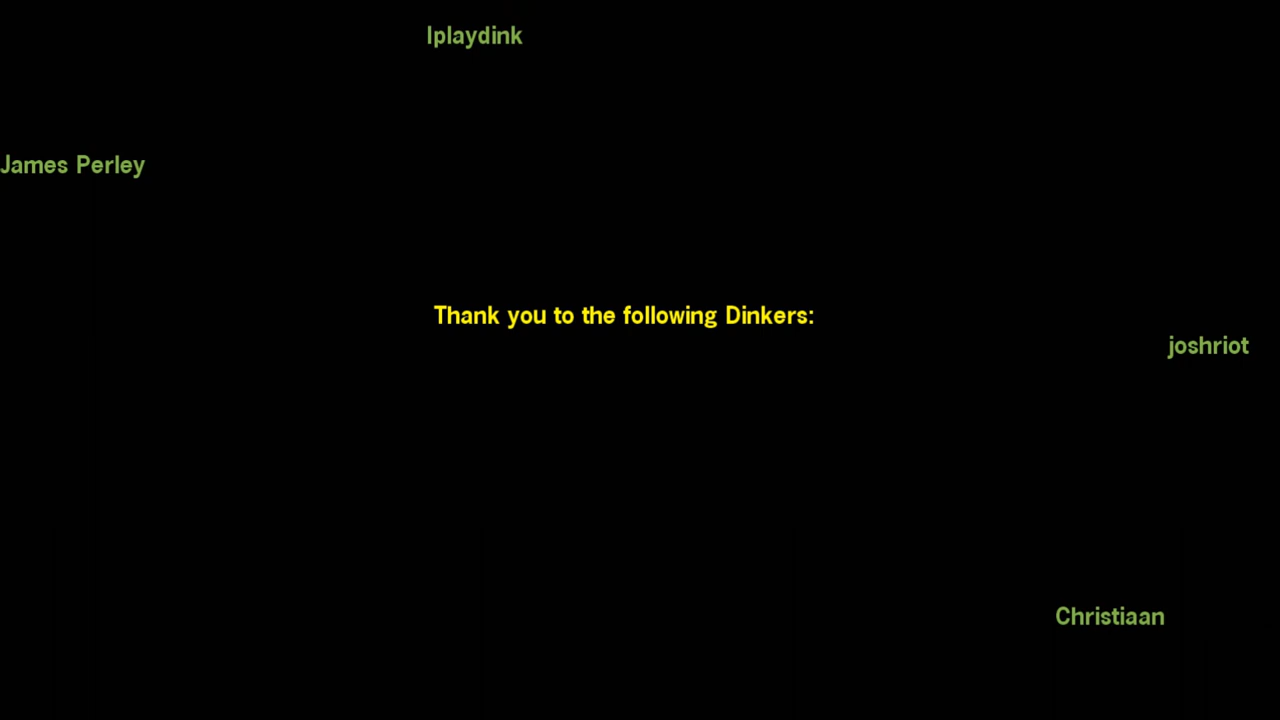 Iplaydink
James Perley
Thank you to the following Dinkers:
joshriot
Christiaan